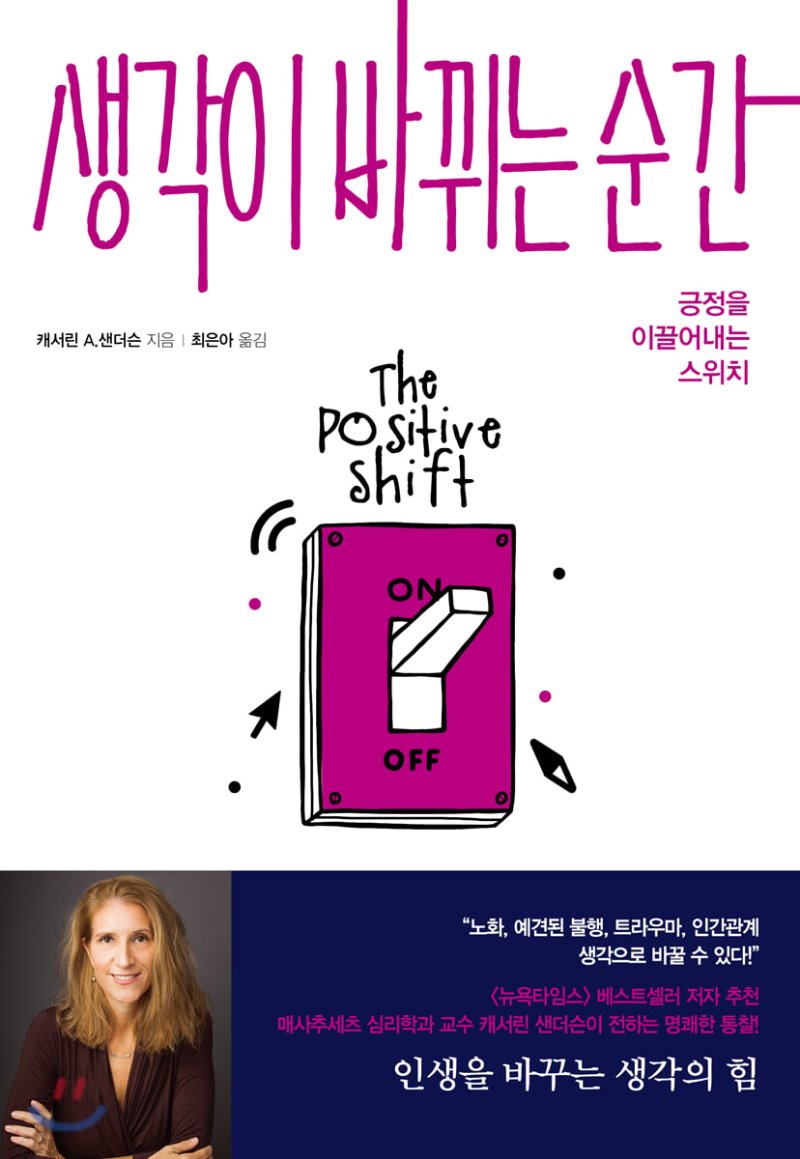 생각이 바뀌는 순간
긍정을
이끌어내는
스위치
캐서린 A.샌더슨 지음 | 최은아 옮김
The
positive
shift
ON
OFF
“노화, 예견된 불행, 트라우마, 인간관계
생각으로 바꿀 수 있다!”
〈뉴욕타임스〉 베스트셀러 저자 추천
매사추세츠 심리학과 교수 캐서린 샌더슨이 전하는 명쾌한 통찰!
인생을 바꾸는 생각의 힘